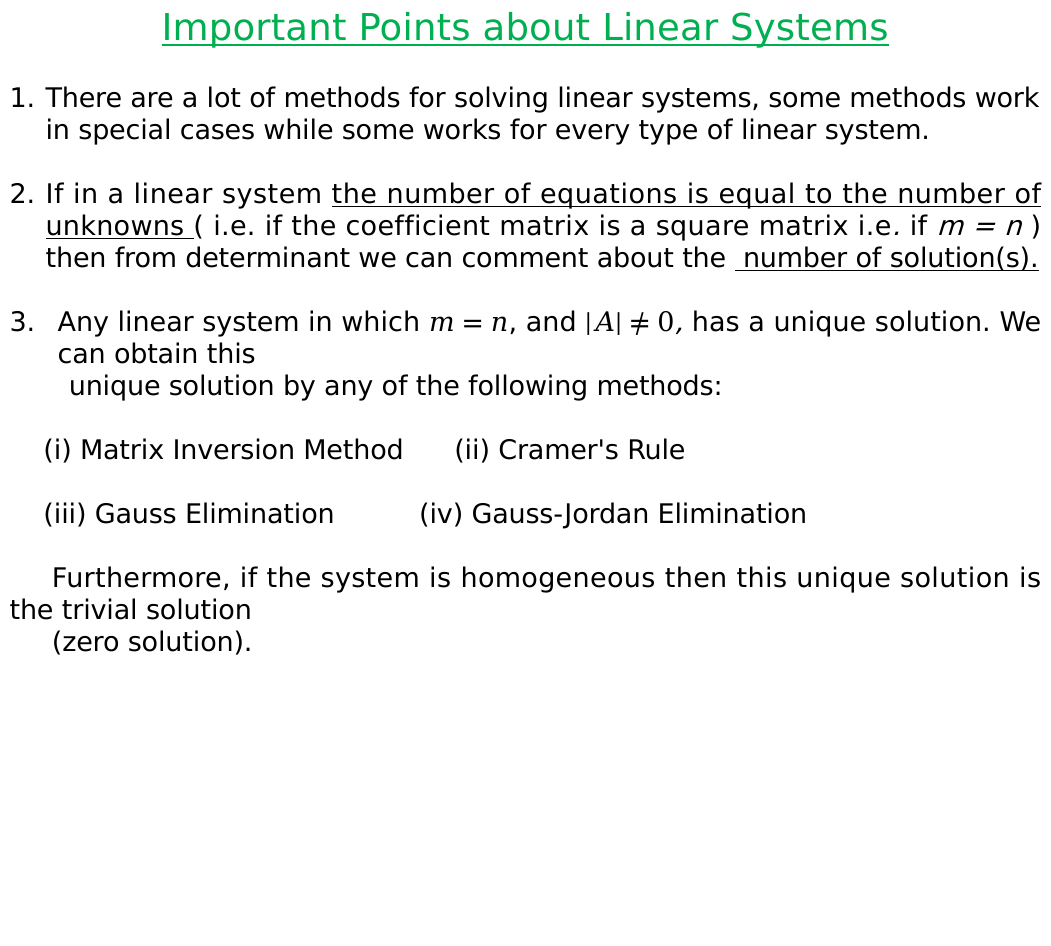 Important Points about Linear Systems
1. There are a lot of methods for solving linear systems, some methods work
in special cases while some works for every type of linear system.
2. If in a linear system the number of equations is equal to the number of
unknowns ( i.e. if the coefficient matrix is a square matrix i.e. if m = n )
then from determinant we can comment about the  number of solution(s).
3. Any linear system in which m = n, and |A| ≠ 0, has a unique solution. We
can obtain this
unique solution by any of the following methods:
(i) Matrix Inversion Method (ii) Cramer's Rule
(iii) Gauss Elimination (iv) Gauss-Jordan Elimination
Furthermore, if the system is homogeneous then this unique solution is
the trivial solution
(zero solution).